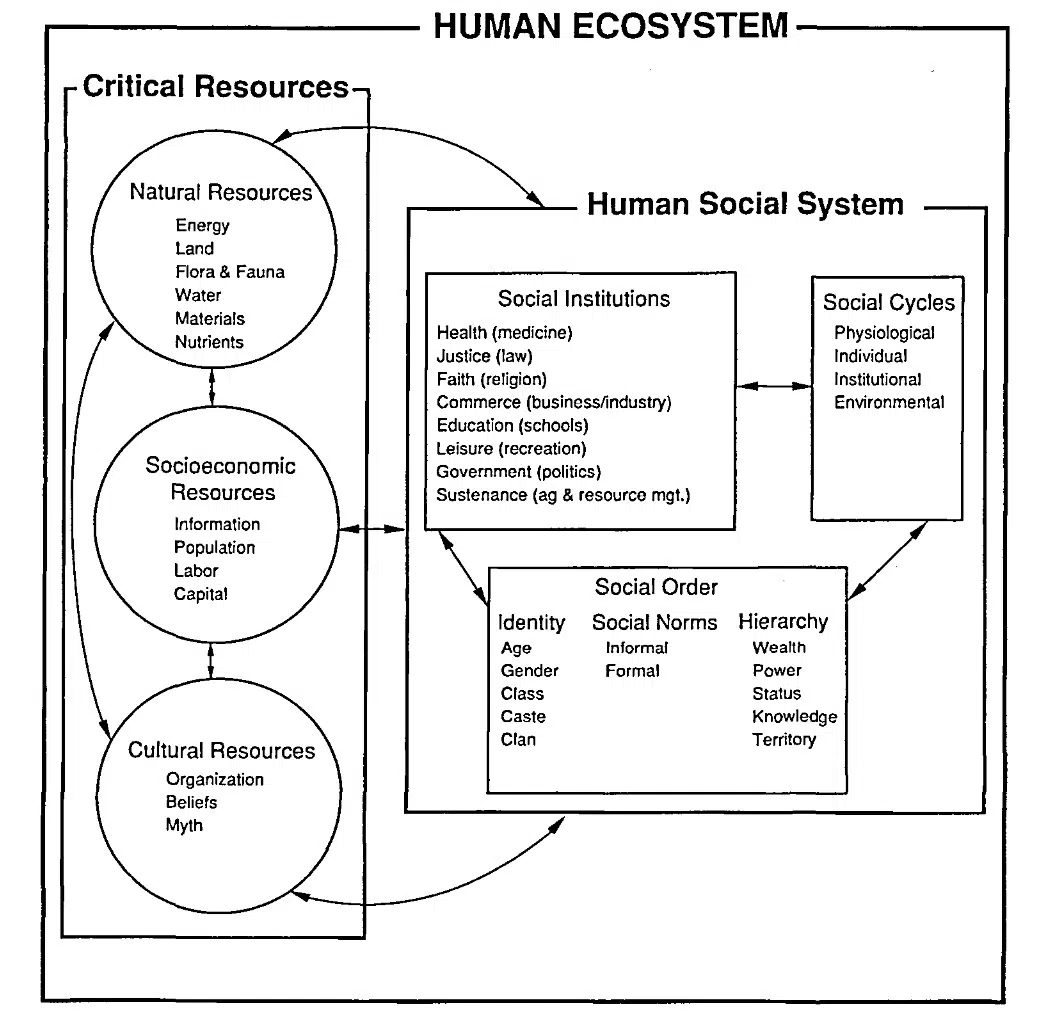 HUMAN ECOSYSTEM
Critical Resources
Natural Resources
Energy
Land
Flora & Fauna
Water
Materials
Nutrients
Socioeconomic
Resources
Information
Population
Labor
Capital
Cultural Resources
Organization
Beliefs
Myth
Human Social System
Social Institutions
Health (medicine)
Justice (law)
Faith (religion)
Commerce (business/industry)
Education (schools)
Leisure (recreation)
Government (politics)
Sustenance (ag & resource mgt.)
Social Cycles
Physiological
Individual
Institutional
Environmental
Social Order
Identity
Age
Gender
Class
Caste
Clan
Social Norms
Informal
Formal
Hierarchy
Wealth
Power
Status
Knowledge
Territory